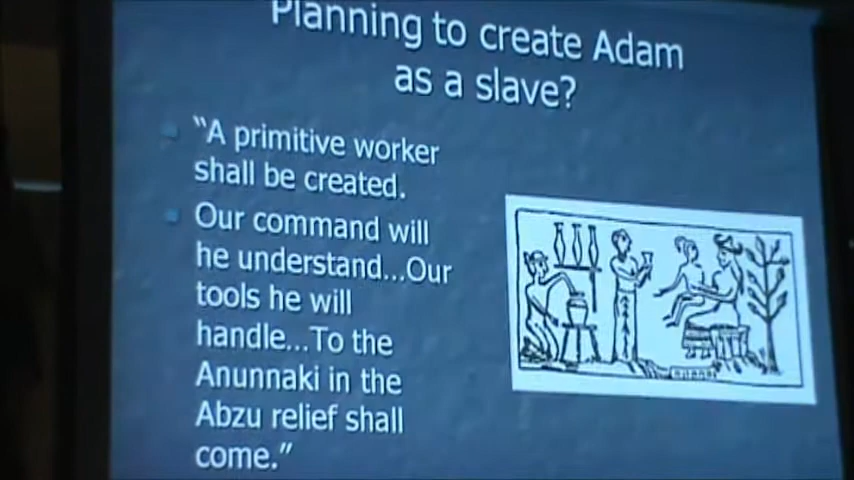 Planning to create Adam
as a slave?
"A primitive worker
shall be created.
Our command will
he understand...Our
tools he will
handle...To the
Anunnaki in the
Abzu relief shall
come."